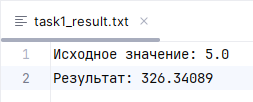 task1_result.txt
1 Исходное значение: 5.0
2 Результат: 326.34089